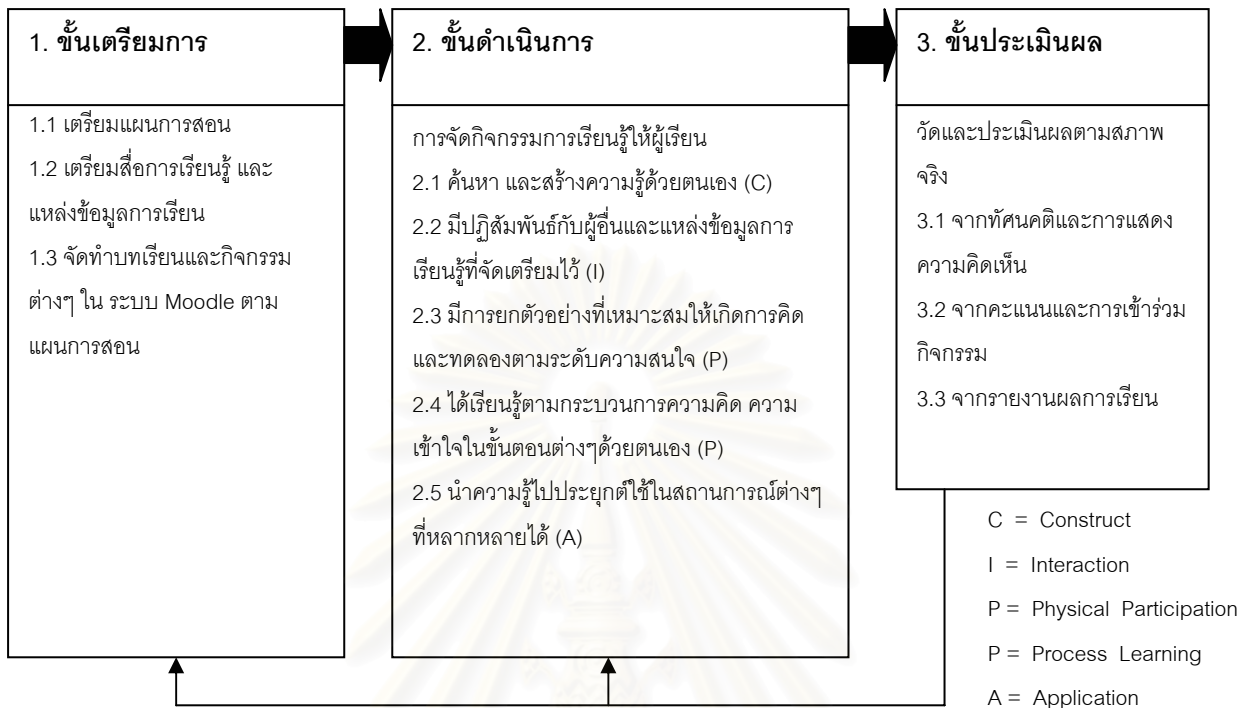 1. ขั้นเตรียมการ
1.1 เตรียมแผนการสอน
1.2 เตรียมสื่อการเรียนรู้ และ
แหล่งข้อมูลการเรียน
1.3 จัดทำบทเรียนและกิจกรรม
ต่างๆ ใน ระบบ Moodle ตาม
แผนการสอน
2. ขั้นดำเนินการ
การจัดกิจกรรมการเรียนรู้ให้ผู้เรียน
2.1 ค้นหา และสร้างความรู้ด้วยตนเอง (C)
2.2 มีปฏิสัมพันธ์กับผู้อื่นและแหล่งข้อมูลการ
เรียนรู้ที่จัดเตรียมไว้ (I)
2.3 มีการยกตัวอย่างที่เหมาะสมให้เกิดการคิด
และทดลองตามระดับความสนใจ (P)
2.4 ได้เรียนรู้ตามกระบวนการความคิด ความ
เข้าใจในขั้นตอนต่างๆด้วยตนเอง (P)
2.5 นำความรู้ไปประยุกต์ใช้ในสถานการณ์ต่างๆ
ที่หลากหลายได้ (A)
3. ขั้นประเมินผล
วัดและประเมินผลตามสภาพ
จริง
3.1 จากทัศนคติและการแสดง
ความคิดเห็น
3.2 จากคะแนนและการเข้าร่วม
กิจกรรม
3.3 จากรายงานผลการเรียน
C = Construct
I = Interaction
P = Physical Participation
P = Process Learning
A = Application